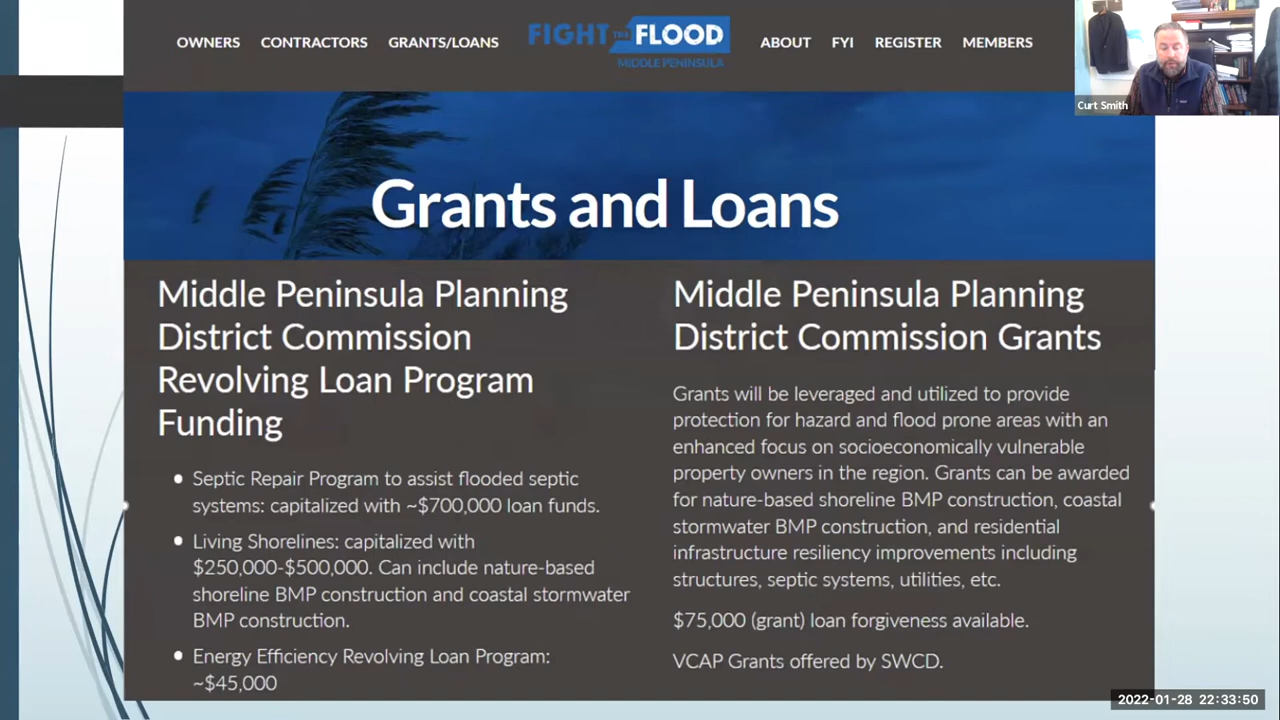 OWNERS CONTRACTORS GRANTS/LOANS FIGHT THE FLOOD ABOUT FYI REGISTER MEMBERS
MIDDLE PENINSULA
Curt Smith
Grants and Loans
Middle Peninsula Planning
District Commission
Revolving Loan Program
Funding
Septic Repair Program to assist flooded septic
systems: capitalized with ~$700,000 loan funds.
Living Shorelines: capitalized with
$250,000-$500,000. Can include nature-based
shoreline BMP construction and coastal stormwater
BMP construction.
Energy Efficiency Revolving Loan Program:
~$45,000
Middle Peninsula Planning
District Commission Grants
Grants will be leveraged and utilized to provide
protection for hazard and flood prone areas with an
enhanced focus on socioeconomically vulnerable
property owners in the region. Grants can be awarded
for nature-based shoreline BMP construction, coastal
stormwater BMP construction, and residential
infrastructure resiliency improvements including
structures, septic systems, utilities, etc.
$75,000 (grant) loan forgiveness available.
VCAP Grants offered by SWCD.
2022-01-28 22:33:50